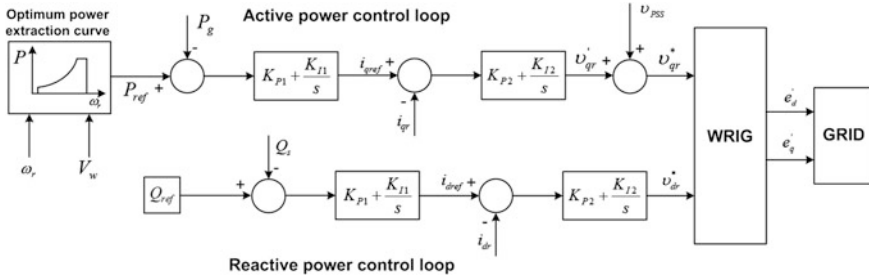 Optimum power
extraction curve
Active power control loop
P
ω_r
P_ref
+
P_g
-
K_P1 + K_I1/s
i_qref +
-
i_qr
K_P2 + K_I2/s
υ'_qr +
υ_PSS
+
υ*_qr
WRIG
e'_d
e'_q
GRID
ω_r
V_w
Q_ref
+
Q_s
-
K_P1 + K_I1/s
i_dref +
-
i_dr
K_P2 + K_I2/s
υ*_dr
Reactive power control loop